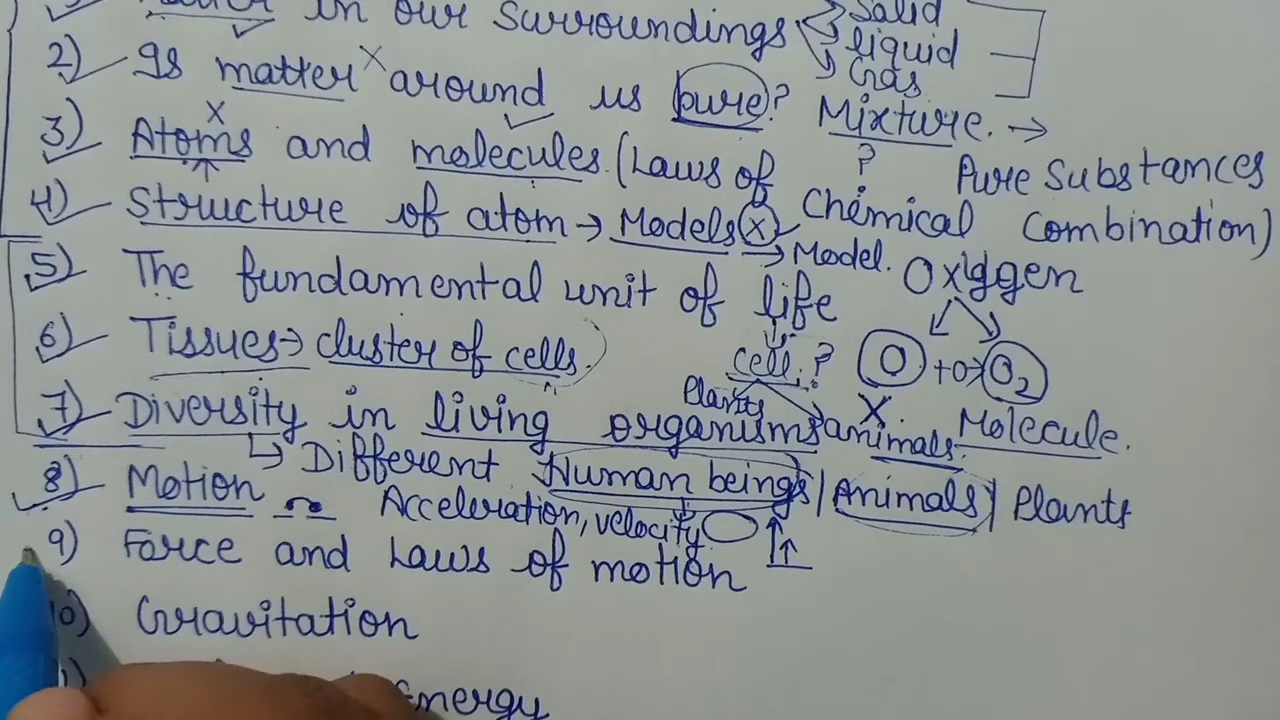 in our surroundings Solid
liquid
Gas
2) Is matter x around us pure? Mixture. →
?
3) Atoms and molecules. (Laws of Pure Substances
x
Chemical Combination)
4) Structure of atom → Models (x)
→ Model.
5) The fundamental unit of life Oxygen
6) Tissues → cluster of cells. cell. ? O + O → O2
Plants animals. x Molecule.
7) Diversity in living organisms
↳ Different Human beings / Animals / Plants
8) Motion Acceleration, velocity
9) Force and Laws of motion
10) Gravitation
Energy